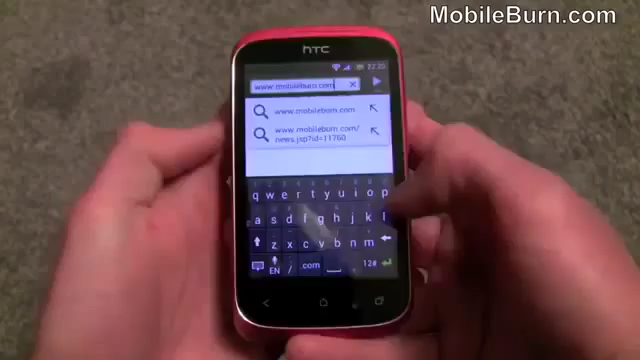 MobileBurn.com
hTC
www.mobileburn.com
www.mobileburn.com
www.mobileburn.com/
news.jsp?id=11760
q w e r t y u i o p
a s d f g h j k l
z x c v b n m
EN / .com 12#